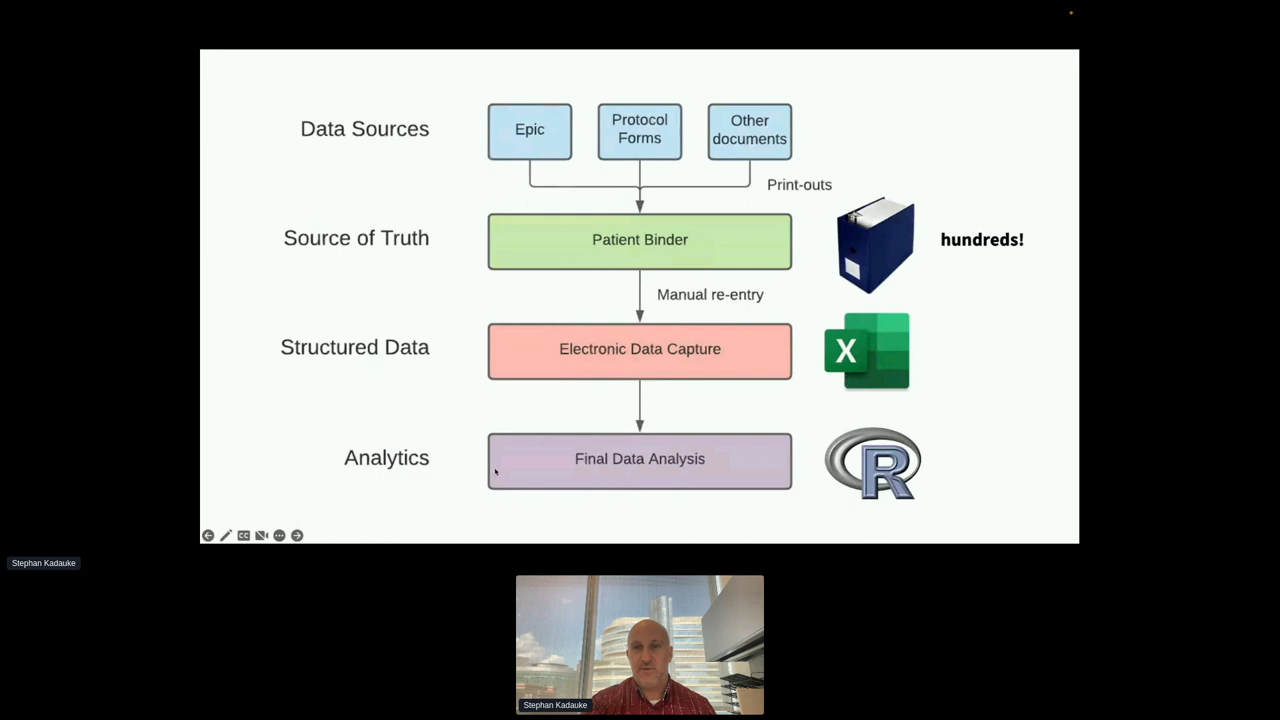 Data Sources
Epic
Protocol
Forms
Other
documents
Print-outs
Source of Truth
Patient Binder
hundreds!
Manual re-entry
Structured Data
Electronic Data Capture
X
Analytics
Final Data Analysis
R
CC
Stephan Kadauke
Stephan Kadauke